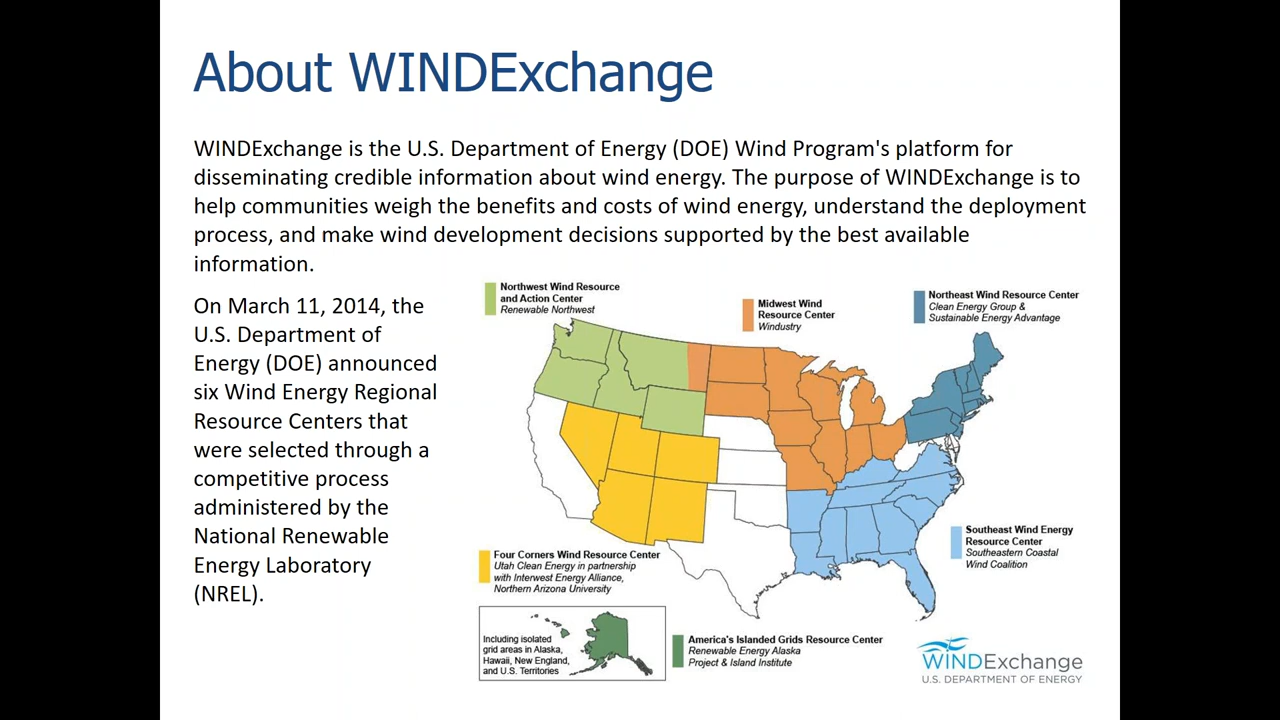 About WINDExchange
WINDExchange is the U.S. Department of Energy (DOE) Wind Program's platform for
disseminating credible information about wind energy. The purpose of WINDExchange is to
help communities weigh the benefits and costs of wind energy, understand the deployment
process, and make wind development decisions supported by the best available
information.
On March 11, 2014, the
U.S. Department of
Energy (DOE) announced
six Wind Energy Regional
Resource Centers that
were selected through a
competitive process
administered by the
National Renewable
Energy Laboratory
(NREL).
Northwest Wind Resource
and Action Center
Renewable Northwest
Midwest Wind
Resource Center
Windustry
Northeast Wind Resource Center
Clean Energy Group &
Sustainable Energy Advantage
Southeast Wind Energy
Resource Center
Southeastern Coastal
Wind Coalition
Four Corners Wind Resource Center
Utah Clean Energy in partnership
with Interwest Energy Alliance,
Northern Arizona University
Including isolated
grid areas in Alaska,
Hawaii, New England,
and U.S. Territories
America's Islanded Grids Resource Center
Renewable Energy Alaska
Project & Island Institute
WINDExchange
U.S. DEPARTMENT OF ENERGY